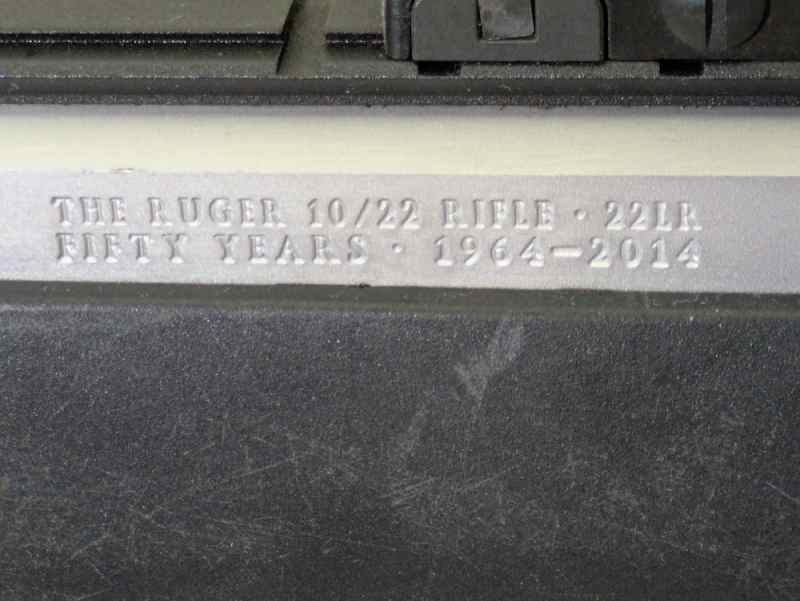 THE RUGER 10/22 RIFLE · 22LR
FIFTY YEARS · 1964–2014